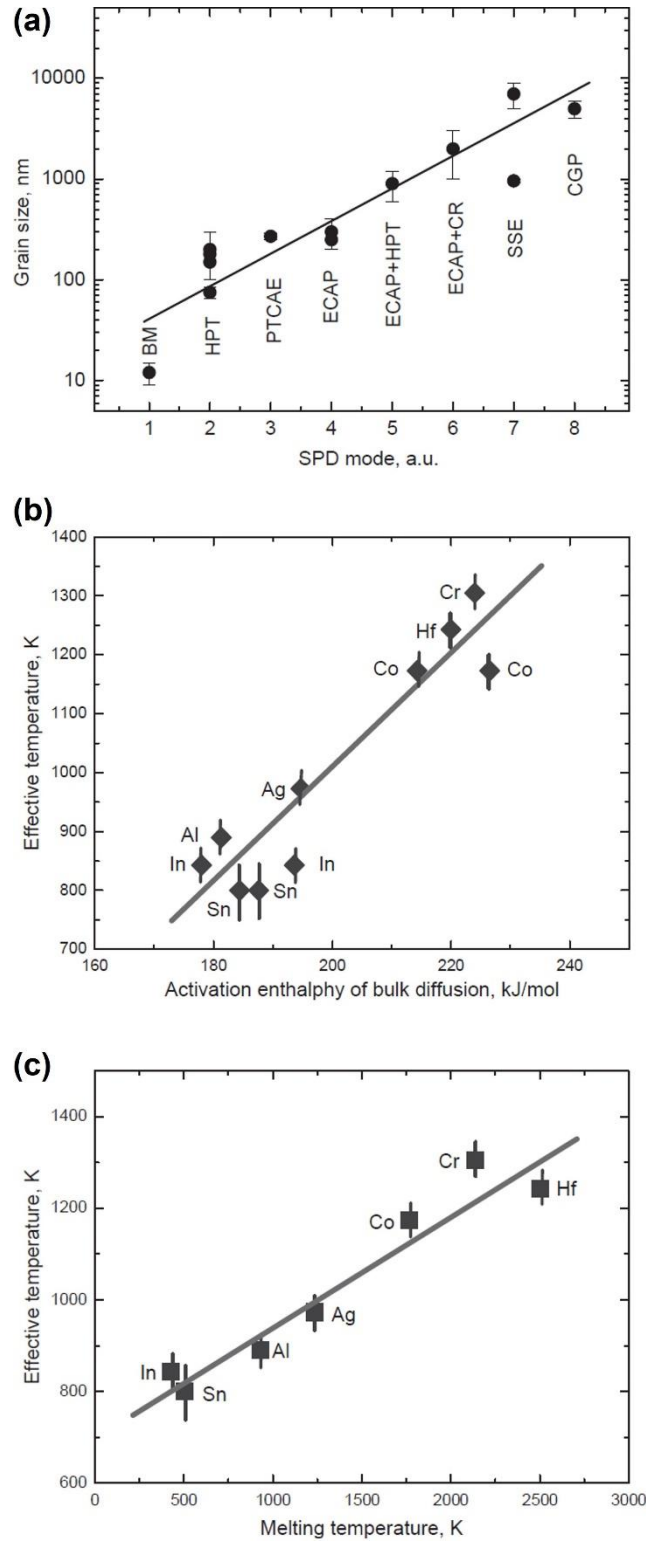 (a)
10000
1000
100
10
Grain size, nm
BM
HPT
PTCAE
ECAP
ECAP+HPT
ECAP+CR
SSE
CGP
1 2 3 4 5 6 7 8
SPD mode, a.u.
(b)
1400
1300
1200
1100
1000
900
800
700
Effective temperature, K
Cr
Hf
Co
Co
Ag
Al
In
In
Sn
Sn
160 180 200 220 240
Activation enthalphy of bulk diffusion, kJ/mol
(c)
1400
1200
1000
800
600
Effective temperature, K
Cr
Hf
Co
Ag
Al
In
Sn
0 500 1000 1500 2000 2500 3000
Melting temperature, K